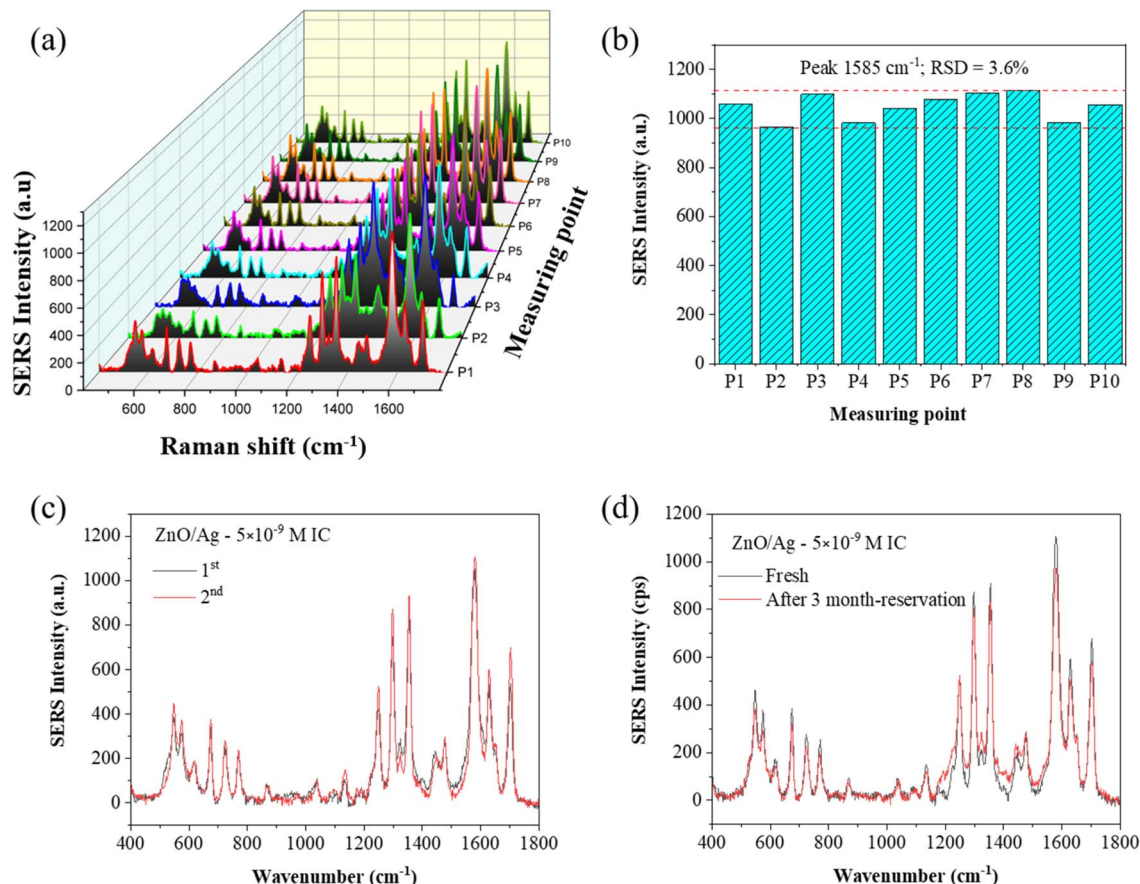 (a)
SERS Intensity (a.u)
1200
1000
800
600
400
200
0
600
800
1000
1200
1400
1600
Raman shift (cm-1)
P10
P9
P8
P7
P6
P5
P4
P3
P2
P1
Measuring point
(b)
Peak 1585 cm-1; RSD = 3.6%
SERS Intensity (a.u.)
1200
1000
800
600
400
200
0
P1 P2 P3 P4 P5 P6 P7 P8 P9 P10
Measuring point
(c)
ZnO/Ag - 5×10-9 M IC
1st
2nd
SERS Intensity (a.u.)
1200
1000
800
600
400
200
0
400 600 800 1000 1200 1400 1600 1800
Wavenumber (cm-1)
(d)
ZnO/Ag - 5×10-9 M IC
Fresh
After 3 month-reservation
SERS Intensity (cps)
1200
1000
800
600
400
200
0
400 600 800 1000 1200 1400 1600 1800
Wavenumber (cm-1)